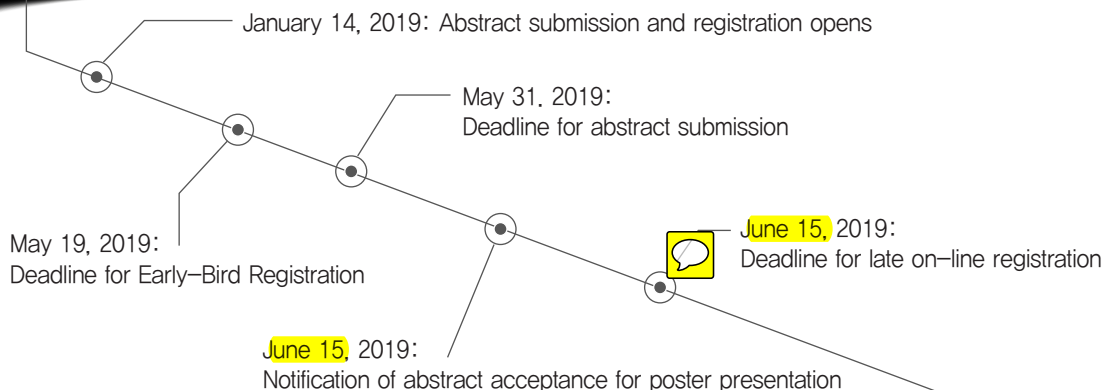 January 14, 2019: Abstract submission and registration opens
May 31, 2019:
Deadline for abstract submission
May 19, 2019:
Deadline for Early-Bird Registration
June 15, 2019:
Deadline for late on-line registration
June 15, 2019:
Notification of abstract acceptance for poster presentation